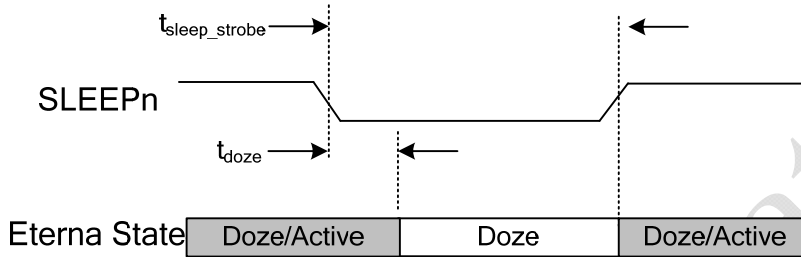 tsleep_strobe
SLEEPn
tdoze
Eterna State Doze/Active Doze Doze/Active